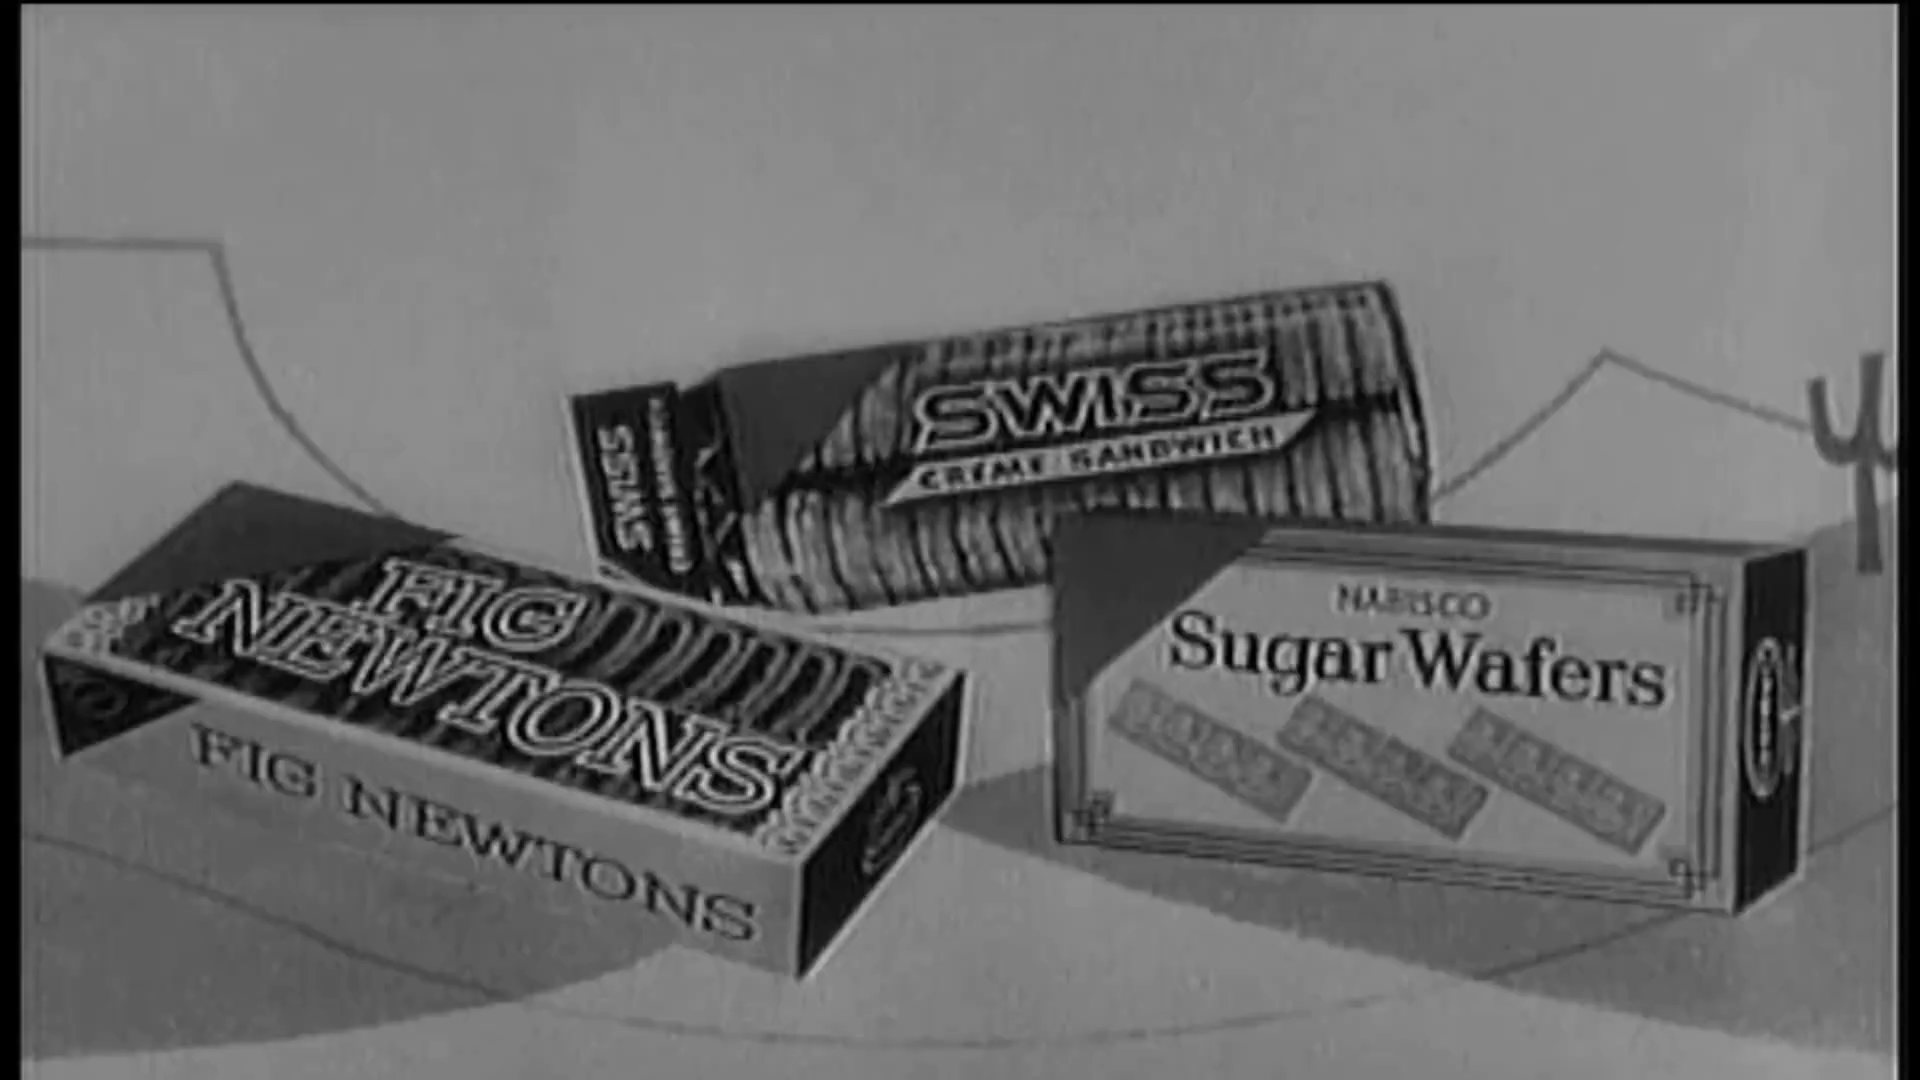 SWISS
CREME SANDWICH
SWISS
FIG
NEWTONS
FIG NEWTONS
NABISCO
Sugar Wafers